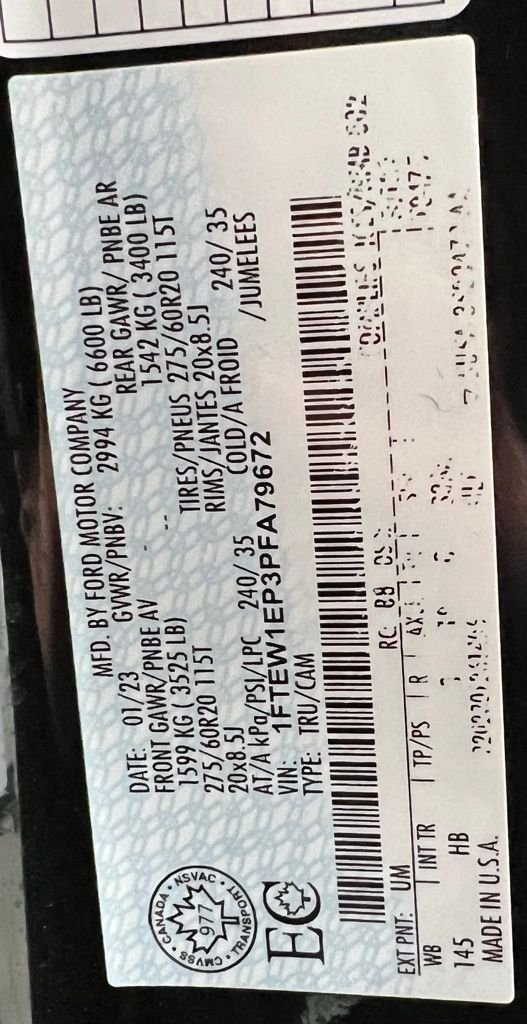 MFD. BY FORD MOTOR COMPANY
DATE: 01/23 GVWR/PNBV: 2994 KG ( 6600 LB)
FRONT GAWR/PNBE AV REAR GAWR/ PNBE AR
1599 KG ( 3525 LB) -- 1542 KG ( 3400 LB)
275/60R20 115T TIRES/PNEUS 275/60R20 115T
20x8.5J RIMS/JANTES 20x8.5J
AT/A kPa/PSI/LPC 240/ 35 COLD/A FROID 240/ 35
VIN: 1FTEW1EP3PFA79672 /JUMELEES
TYPE: TRU/CAM
CANADA · NSVAC · TRANSPORT · CMVSS ·
977
EC
EXT PNT: UM RC: B8
WB INT TR TP/PS R AX
145 HB
MADE IN U.S.A.